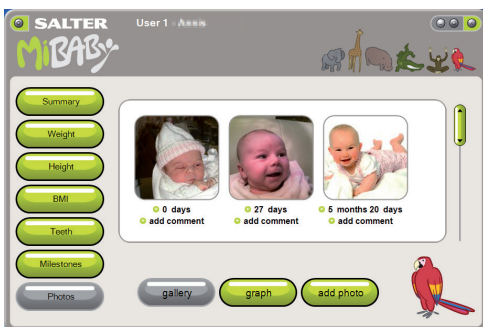 SALTER
MiBABY
User 1 -
Summary
Weight
Height
BMI
Teeth
Milestones
Photos
0 days
add comment
27 days
add comment
5 months 20 days
add comment
gallery
graph
add photo